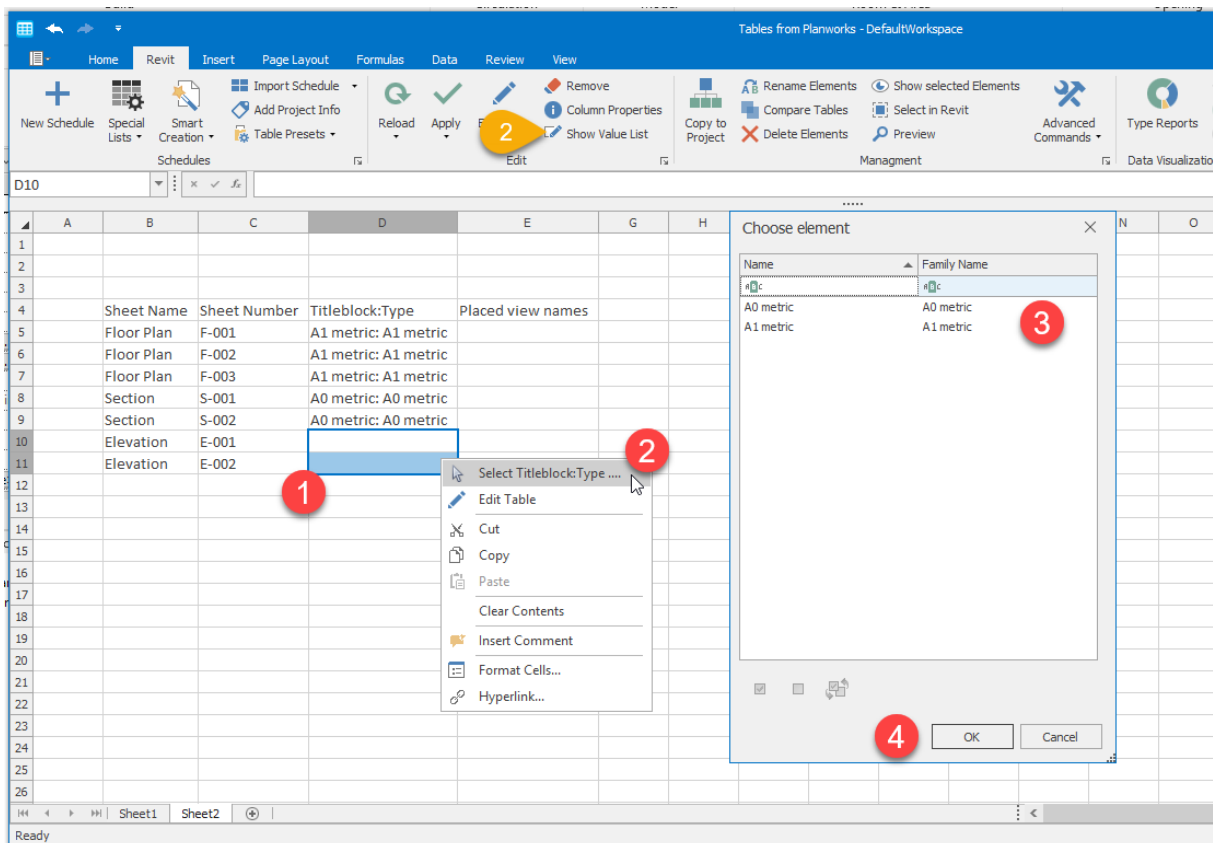 Tables from Planworks - DefaultWorkspace
Home Revit Insert Page Layout Formulas Data Review View
New Schedule
Special Lists
Smart Creation
Import Schedule
Add Project Info
Table Presets
Schedules
Reload
Apply
2
Remove
Column Properties
Show Value List
Edit
Copy to Project
Rename Elements
Compare Tables
Delete Elements
Show selected Elements
Select in Revit
Preview
Managment
Advanced Commands
Type Reports
Data Visualizatio
D10
A B C D E G H N O
1
2
3
4 Sheet Name Sheet Number Titleblock:Type Placed view names
5 Floor Plan F-001 A1 metric: A1 metric
6 Floor Plan F-002 A1 metric: A1 metric
7 Floor Plan F-003 A1 metric: A1 metric
8 Section S-001 A0 metric: A0 metric
9 Section S-002 A0 metric: A0 metric
10 Elevation E-001
11 Elevation E-002
12
13
14
15
16
17
18
19
20
21
22
23
24
25
26
1
2
Select Titleblock:Type ....
Edit Table
Cut
Copy
Paste
Clear Contents
Insert Comment
Format Cells...
Hyperlink...
Choose element
Name Family Name
A0 metric A0 metric
A1 metric A1 metric
3
4
OK Cancel
Sheet1 Sheet2
Ready